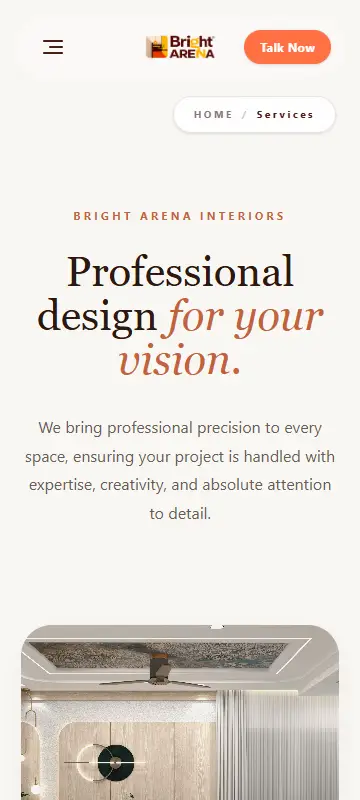 Bright
ARENA
Talk Now
HOME / Services
BRIGHT ARENA INTERIORS
Professional
design for your
vision.
We bring professional precision to every
space, ensuring your project is handled with
expertise, creativity, and absolute attention
to detail.